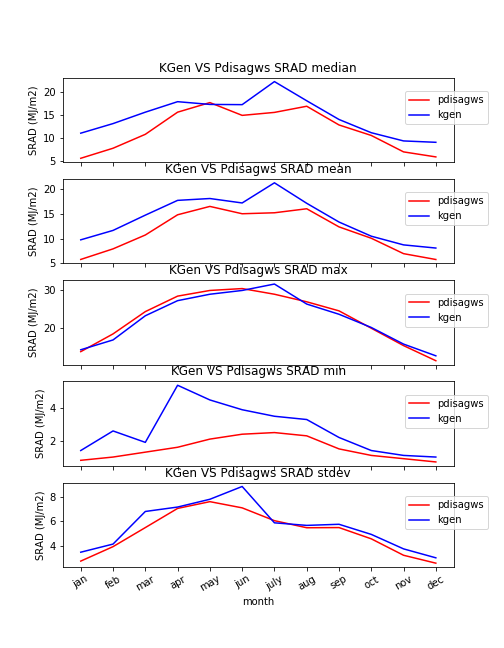 KGen VS Pdisagws SRAD median
SRAD (MJ/m2)
20
15
10
5
pdisagws
kgen
KGen VS Pdisagws SRAD mean
SRAD (MJ/m2)
20
15
10
5
pdisagws
kgen
KGen VS Pdisagws SRAD max
SRAD (MJ/m2)
30
20
pdisagws
kgen
KGen VS Pdisagws SRAD min
SRAD (MJ/m2)
4
2
pdisagws
kgen
KGen VS Pdisagws SRAD stdev
SRAD (MJ/m2)
8
6
4
pdisagws
kgen
jan feb mar apr may jun july aug sep oct nov dec
month